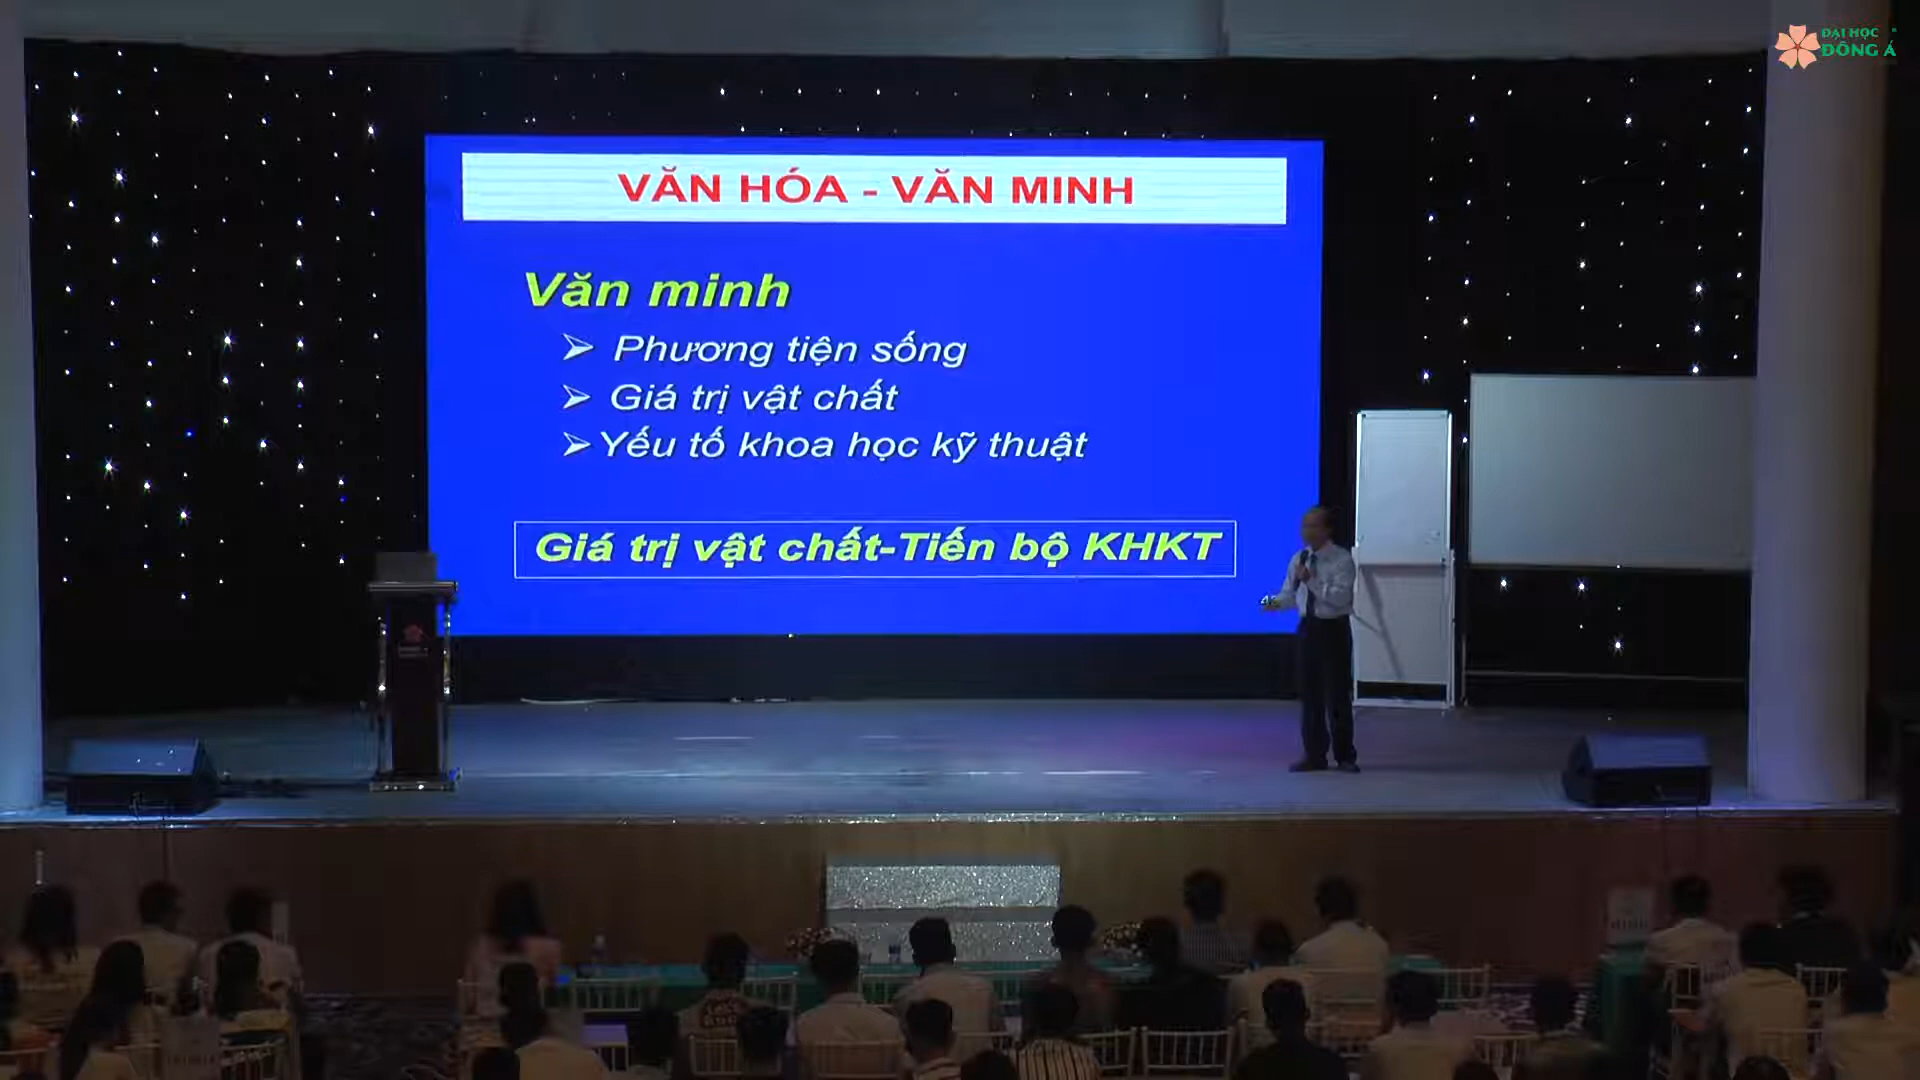 ĐẠI HỌC
ĐÔNG Á
VĂN HÓA - VĂN MINH
Văn minh
➢ Phương tiện sống
➢ Giá trị vật chất
➢ Yếu tố khoa học kỹ thuật
Giá trị vật chất-Tiến bộ KHKT